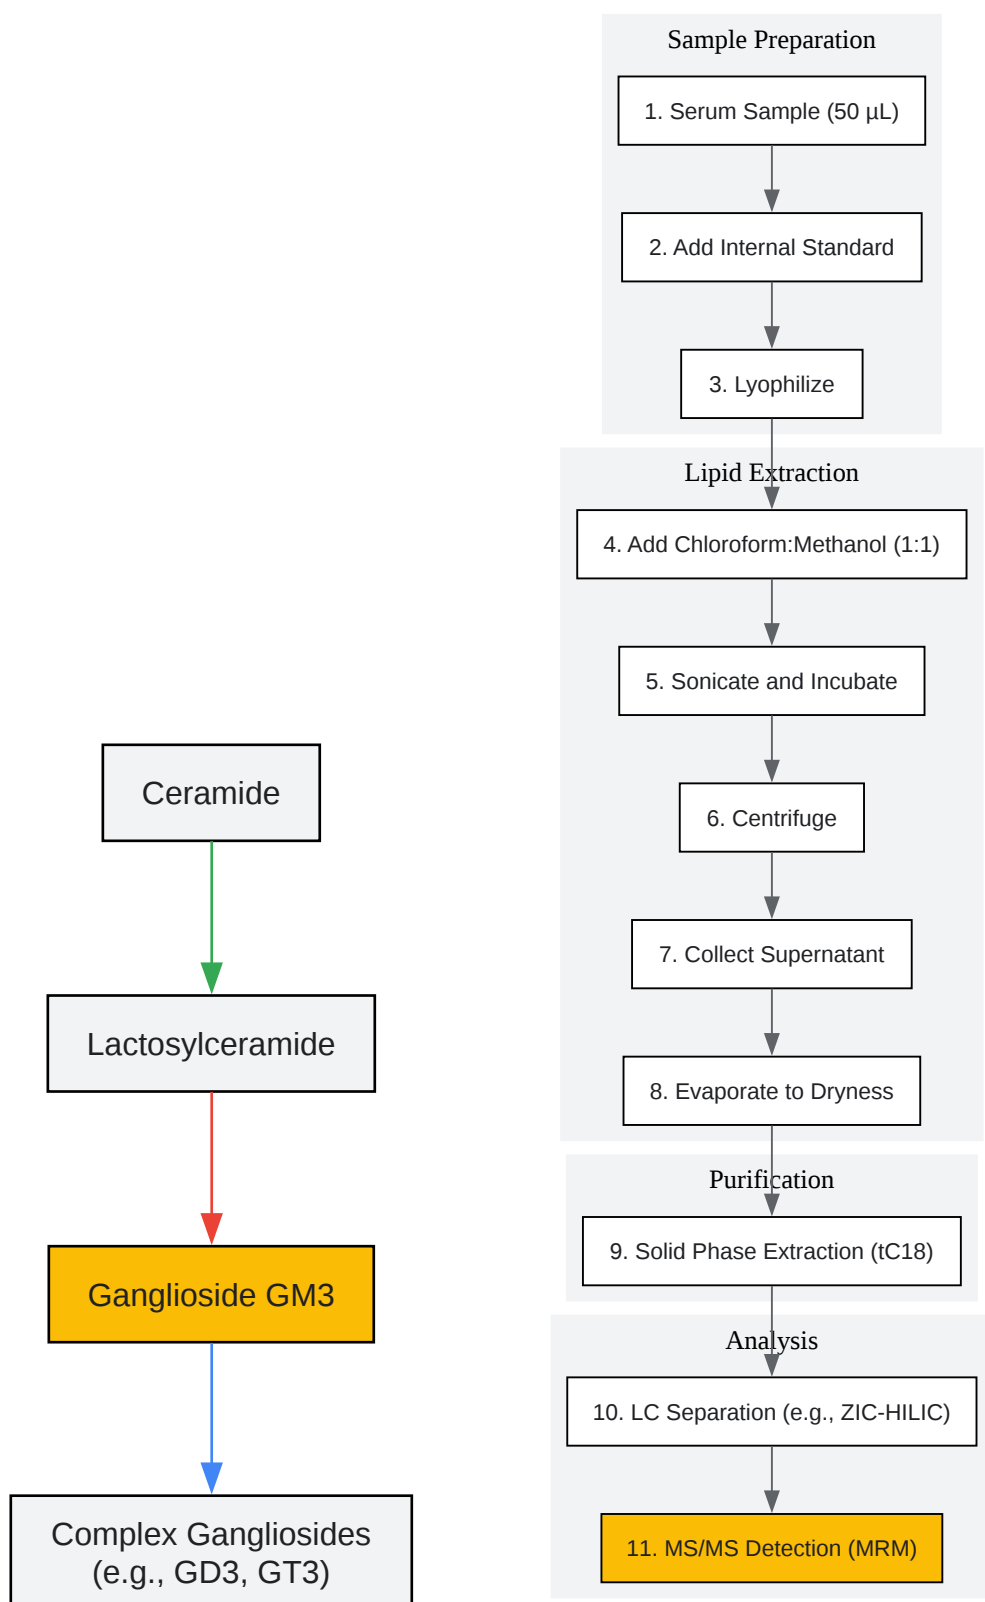 Ceramide
Lactosylceramide
Ganglioside GM3
Complex Gangliosides
(e.g., GD3, GT3)
Sample Preparation
1. Serum Sample (50 µL)
2. Add Internal Standard
3. Lyophilize
Lipid Extraction
4. Add Chloroform:Methanol (1:1)
5. Sonicate and Incubate
6. Centrifuge
7. Collect Supernatant
8. Evaporate to Dryness
Purification
9. Solid Phase Extraction (tC18)
Analysis
10. LC Separation (e.g., ZIC-HILIC)
11. MS/MS Detection (MRM)